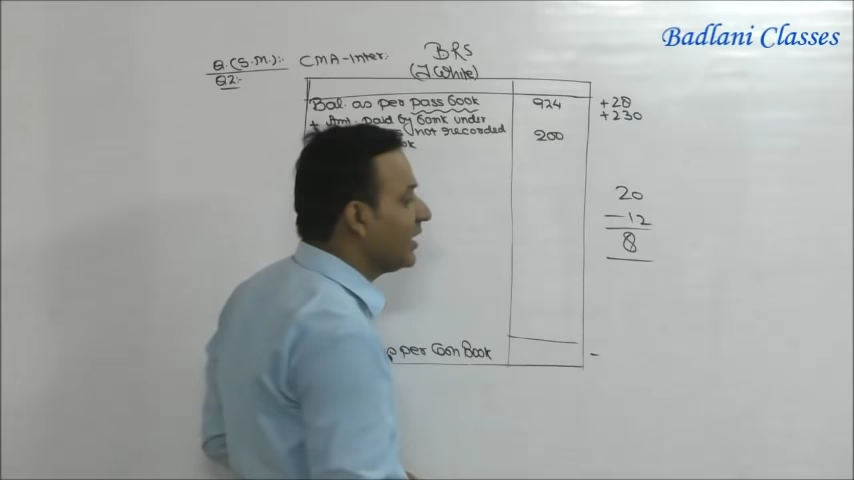 Badlani Classes
Q.(S.M.):- CMA-Inter:
Q2:-
BRS
(J White)
Bal. as per pass book 924 +28
+230
+ Amt. paid by bank under
not recorded 200
20
-12
8
per Cash Book -